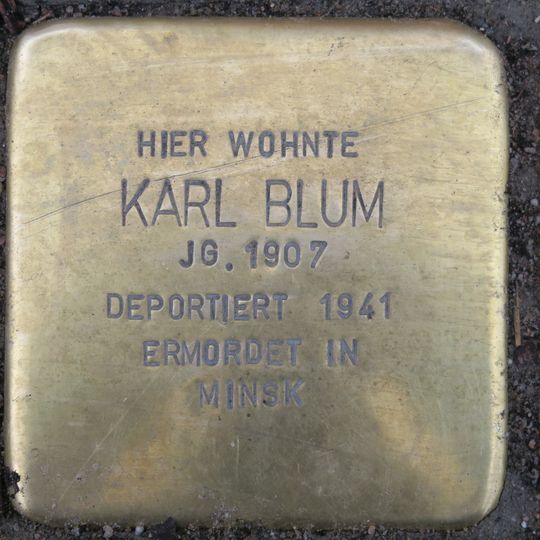 HIER WOHNTE
KARL BLUM
JG. 1907
DEPORTIERT 1941
ERMORDET IN
MINSK